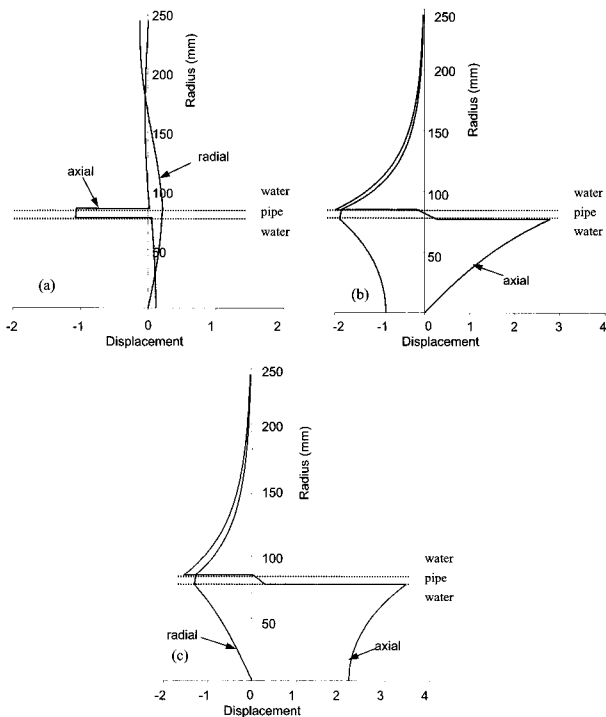 250
200
Radius (mm)
150
axial
radial
100
water
pipe
water
50
(a)
-2 -1 0 1 2
Displacement
250
200
Radius (mm)
150
100
water
pipe
water
50
axial
(b)
-2 -1 0 1 2 3 4
Displacement
250
200
Radius (mm)
150
100
water
pipe
water
50
radial
axial
(c)
-2 -1 0 1 2 3 4
Displacement